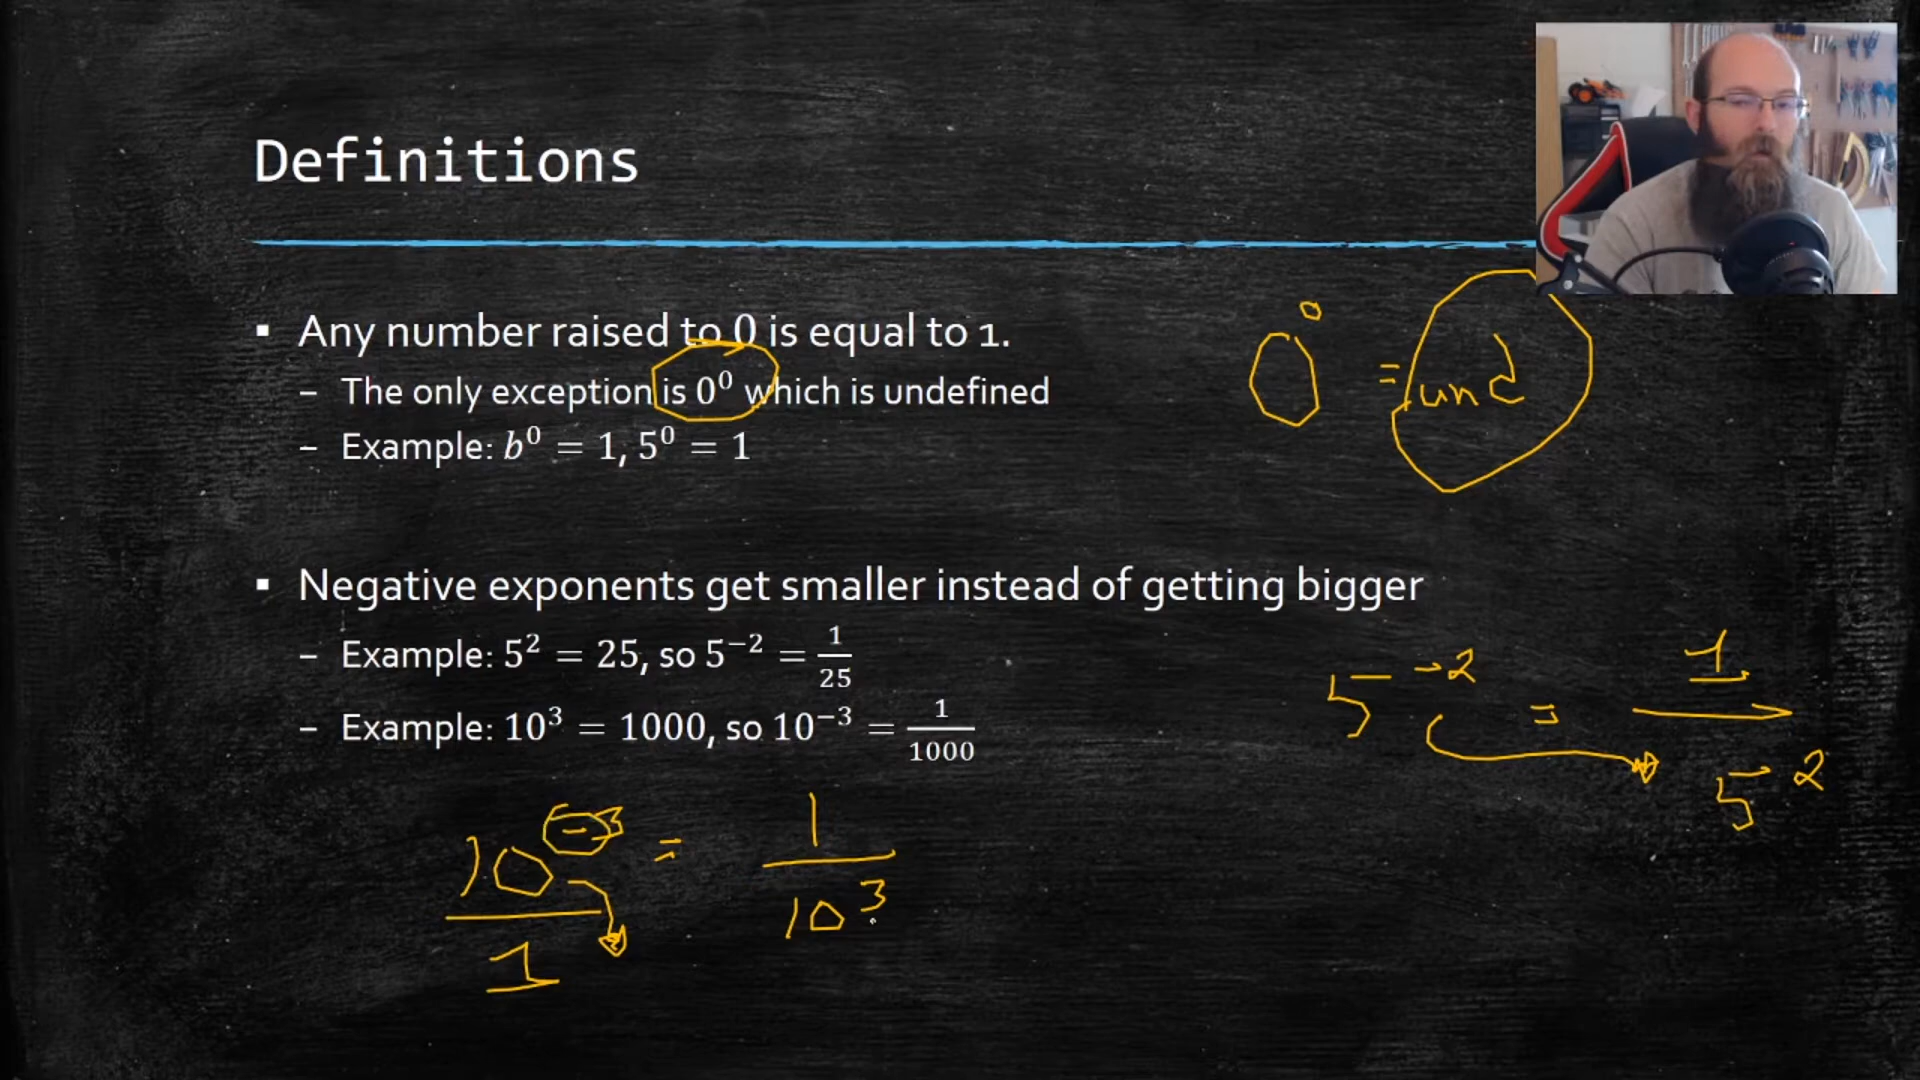 Definitions
▪ Any number raised to 0 is equal to 1.
– The only exception is 0⁰ which is undefined
– Example: b⁰ = 1, 5⁰ = 1
0⁰ = und
▪ Negative exponents get smaller instead of getting bigger
– Example: 5² = 25, so 5⁻² = 1/25
– Example: 10³ = 1000, so 10⁻³ = 1/1000
5⁻² = 1/5²
10⁻³/1 = 1/10³